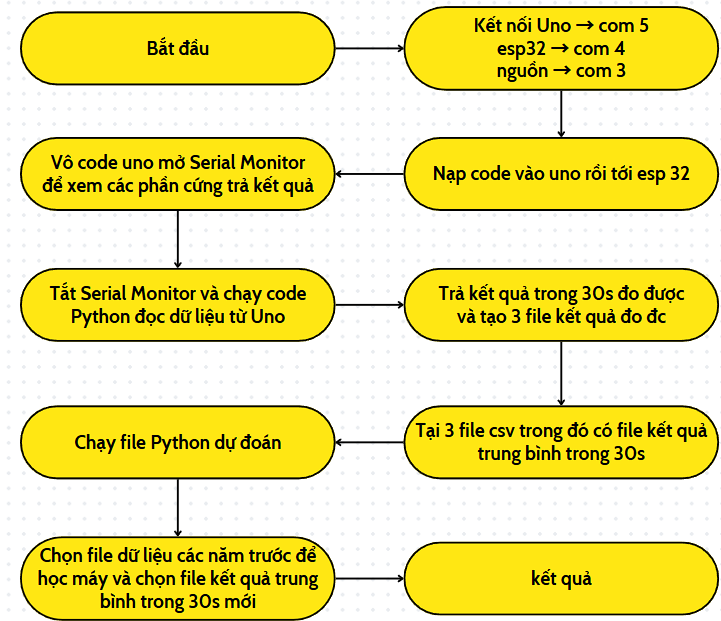 Bắt đầu
Kết nối Uno → com 5
esp32 → com 4
nguồn → com 3
Nạp code vào uno rồi tới esp 32
Vô code uno mở Serial Monitor
để xem các phần cứng trả kết quả
Tắt Serial Monitor và chạy code
Python đọc dữ liệu từ Uno
Trả kết quả trong 30s đo được
và tạo 3 file kết quả đo đc
Tại 3 file csv trong đó có file kết quả
trung bình trong 30s
Chạy file Python dự đoán
Chọn file dữ liệu các năm trước để
học máy và chọn file kết quả trung
bình trong 30s mới
kết quả